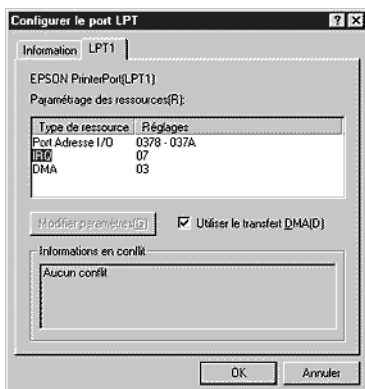 Configurer le port LPT
Information LPT1
EPSON PrinterPort(LPT1)
Paramétrage des ressources(R):
Type de ressource Réglages
Port Adresse I/O 0378 - 037A
IRQ 07
DMA 03
Modifier paramètres(G) Utiliser le transfert DMA(D)
Informations en conflit
Aucun conflit
OK Annuler